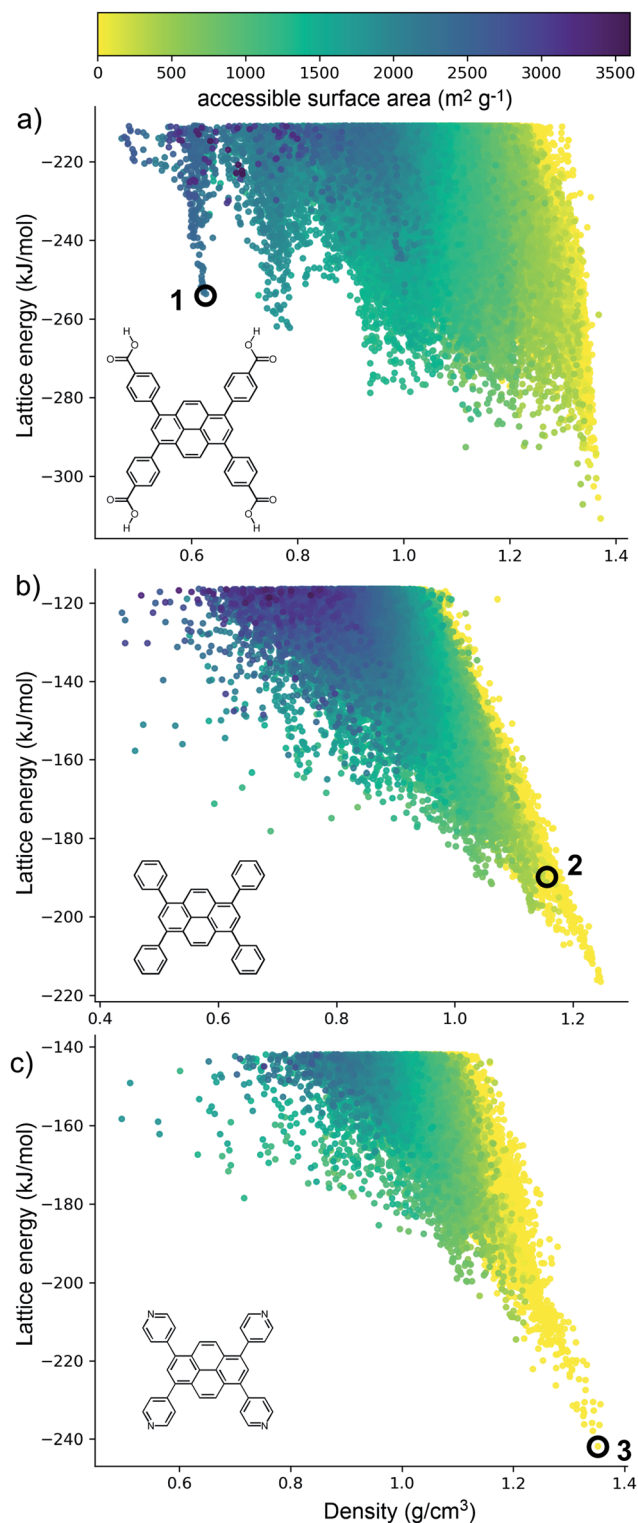 0 500 1000 1500 2000 2500 3000 3500
accessible surface area (m² g⁻¹)
a)
−220
−240
−260
−280
−300
Lattice energy (kJ/mol)
1
H H
O O
O O
O O
O O
H H
0.6 0.8 1.0 1.2 1.4
b)
−120
−140
−160
−180
−200
−220
Lattice energy (kJ/mol)
2
0.4 0.6 0.8 1.0 1.2
c)
−140
−160
−180
−200
−220
−240
Lattice energy (kJ/mol)
N N
N N
3
0.6 0.8 1.0 1.2 1.4
Density (g/cm³)